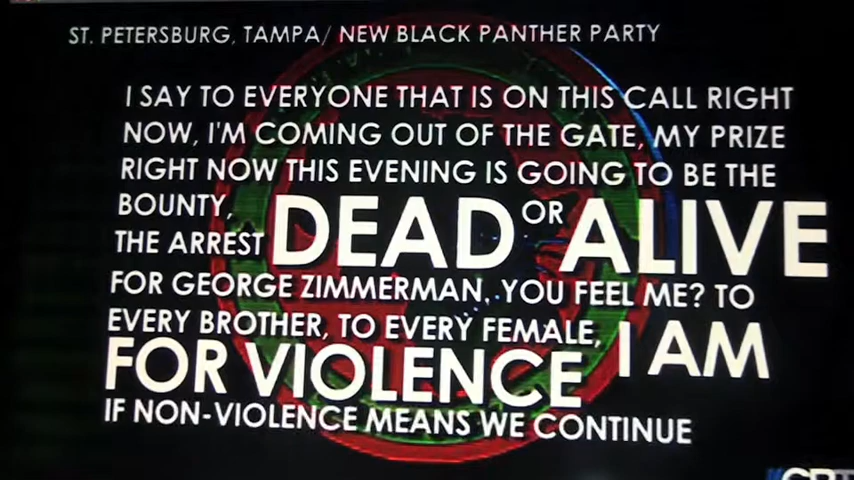 ST. PETERSBURG, TAMPA/ NEW BLACK PANTHER PARTY
I SAY TO EVERYONE THAT IS ON THIS CALL RIGHT
NOW, I'M COMING OUT OF THE GATE, MY PRIZE
RIGHT NOW THIS EVENING IS GOING TO BE THE
BOUNTY,
THE ARREST DEAD OR ALIVE
FOR GEORGE ZIMMERMAN, YOU FEEL ME? TO
EVERY BROTHER, TO EVERY FEMALE, I AM
FOR VIOLENCE
IF NON-VIOLENCE MEANS WE CONTINUE